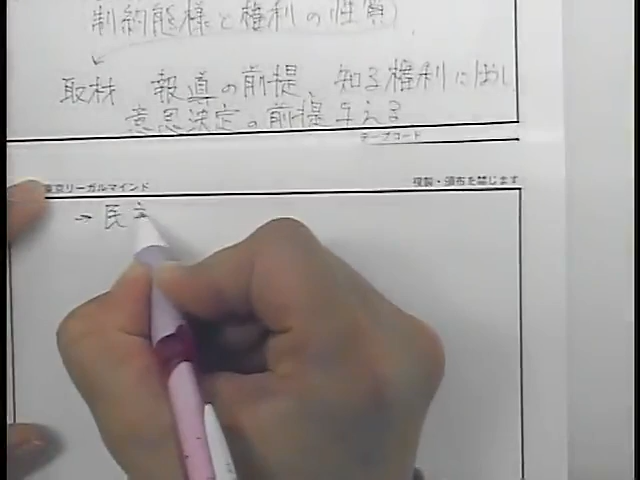 制約態様と権利の性質)
取材 報道の前提、知る権利に奉し
意思決定の前提与える
テープコード
東京リーガルマインド
複製・頒布を禁じます
→民主